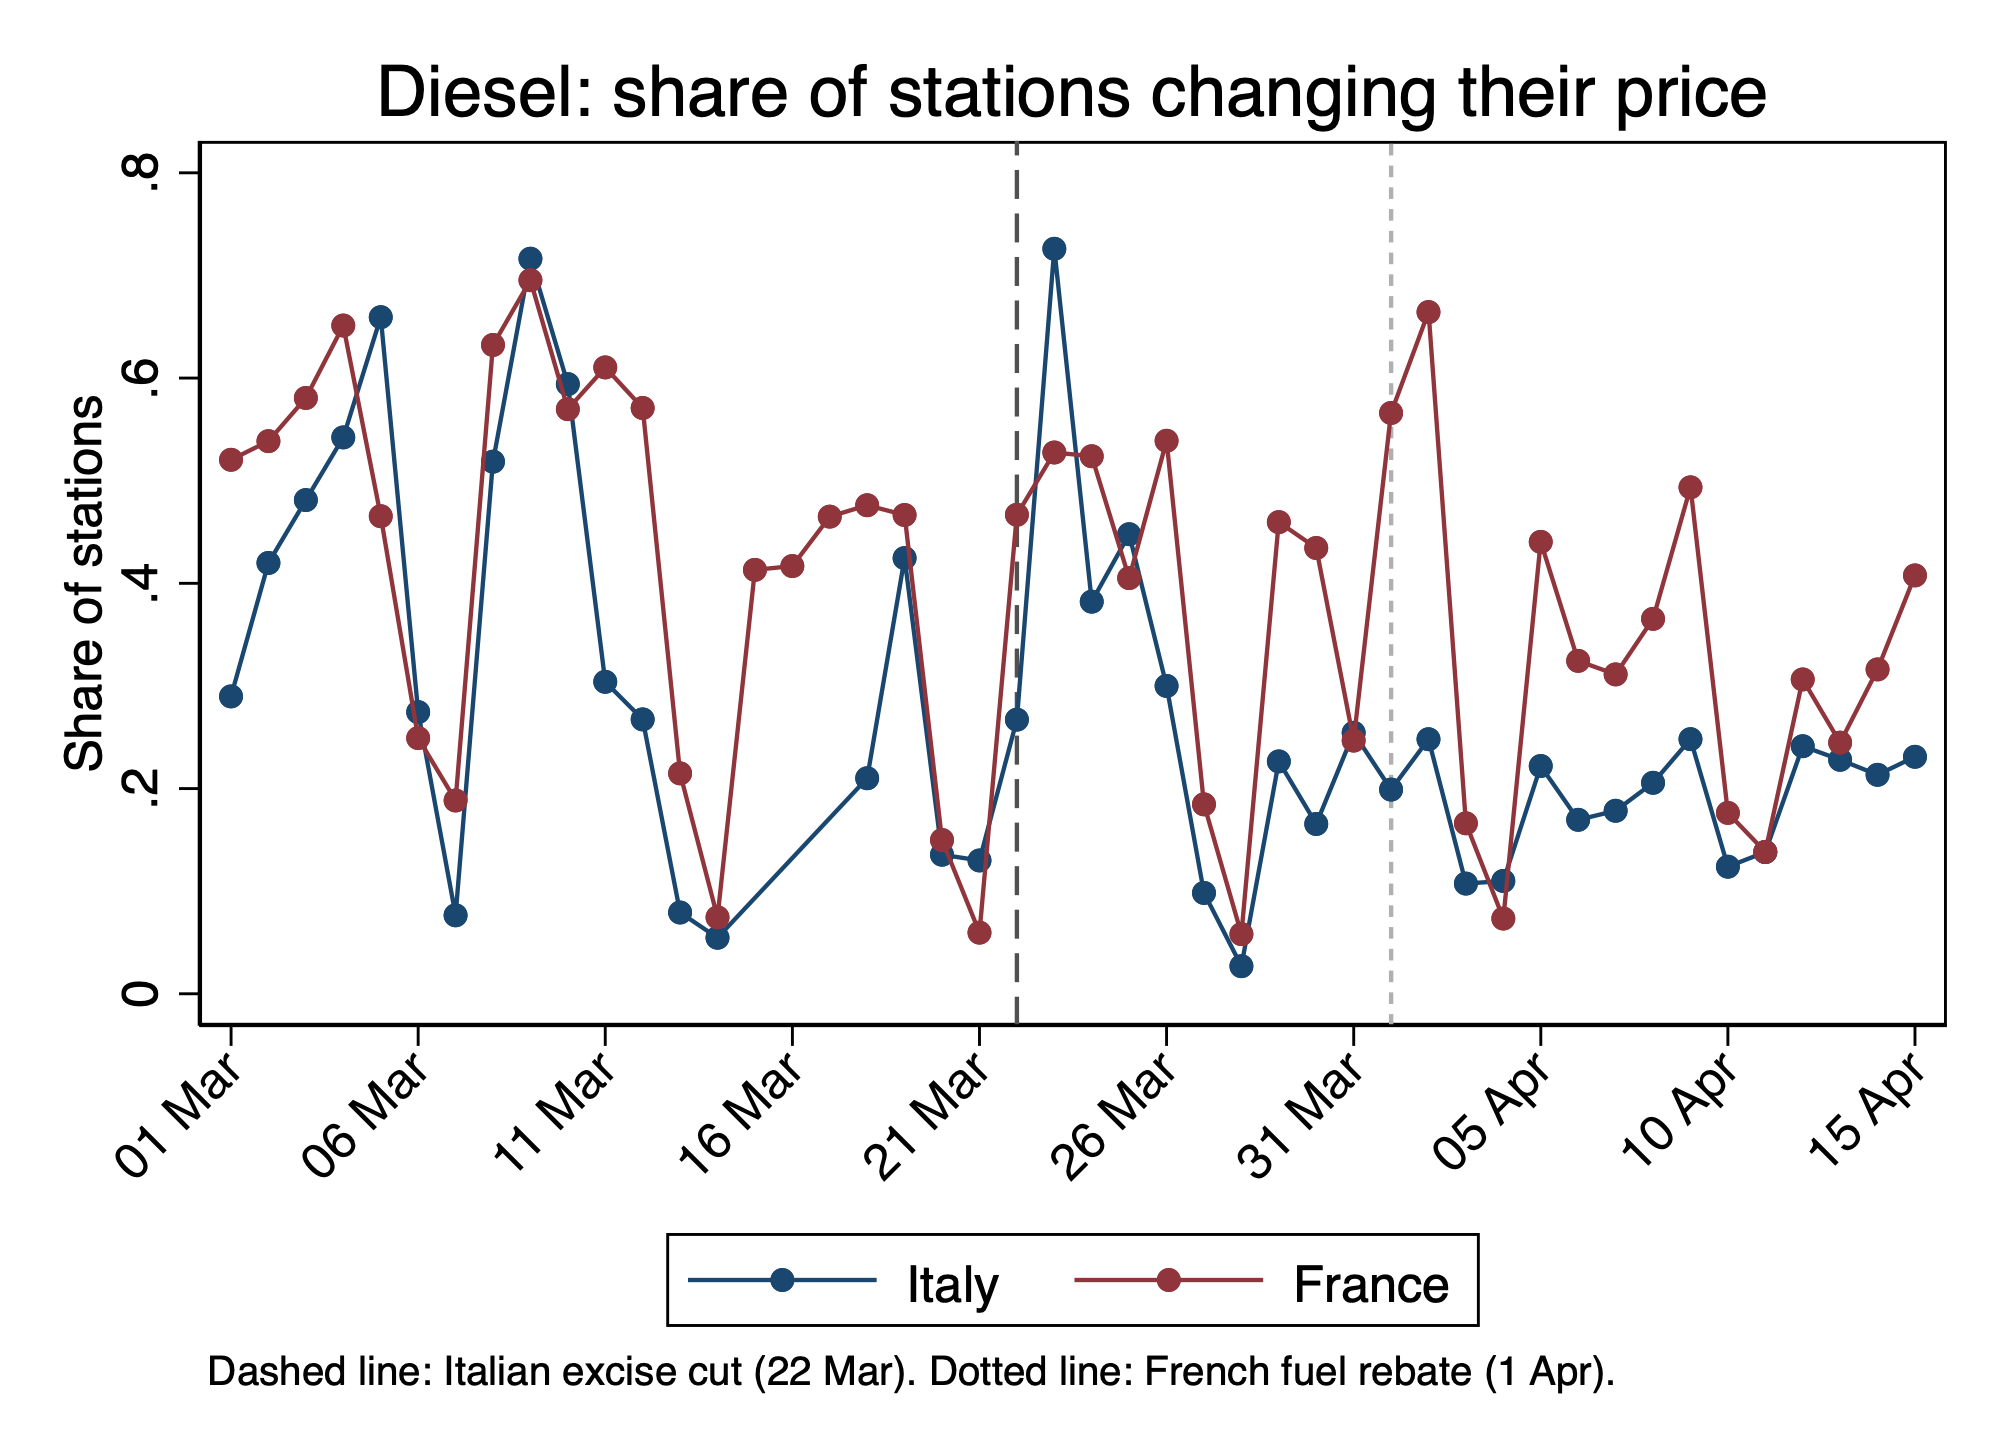 Diesel: share of stations changing their price
Share of stations
.8
.6
.4
.2
0
01 Mar
06 Mar
11 Mar
16 Mar
21 Mar
26 Mar
31 Mar
05 Apr
10 Apr
15 Apr
Italy
France
Dashed line: Italian excise cut (22 Mar). Dotted line: French fuel rebate (1 Apr).